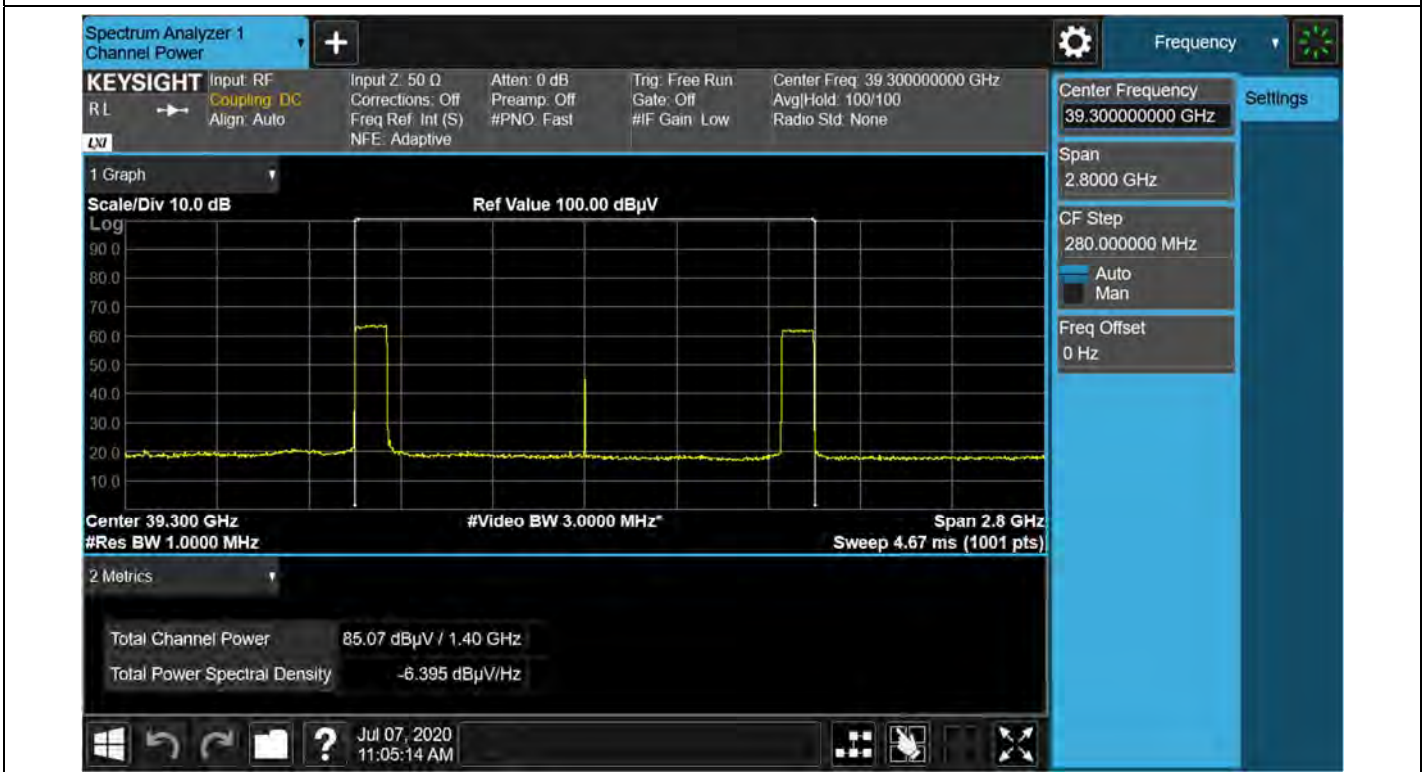 Spectrum Analyzer 1
Channel Power
+
Frequency
KEYSIGHT
RL
LXI
Input: RF
Coupling: DC
Align: Auto
Input Z: 50 Ω
Corrections: Off
Freq Ref: Int (S)
NFE: Adaptive
Atten: 0 dB
Preamp: Off
#PNO: Fast
Trig: Free Run
Gate: Off
#IF Gain: Low
Center Freq: 39.300000000 GHz
Avg|Hold: 100/100
Radio Std: None
Center Frequency
39.300000000 GHz
Settings
Span
2.8000 GHz
CF Step
280.000000 MHz
Auto
Man
Freq Offset
0 Hz
1 Graph
Scale/Div 10.0 dB
Ref Value 100.00 dBµV
Log
90.0
80.0
70.0
60.0
50.0
40.0
30.0
20.0
10.0
Center 39.300 GHz
#Video BW 3.0000 MHz*
Span 2.8 GHz
#Res BW 1.0000 MHz
Sweep 4.67 ms (1001 pts)
2 Metrics
Total Channel Power 85.07 dBµV / 1.40 GHz
Total Power Spectral Density -6.395 dBµV/Hz
?
Jul 07, 2020
11:05:14 AM